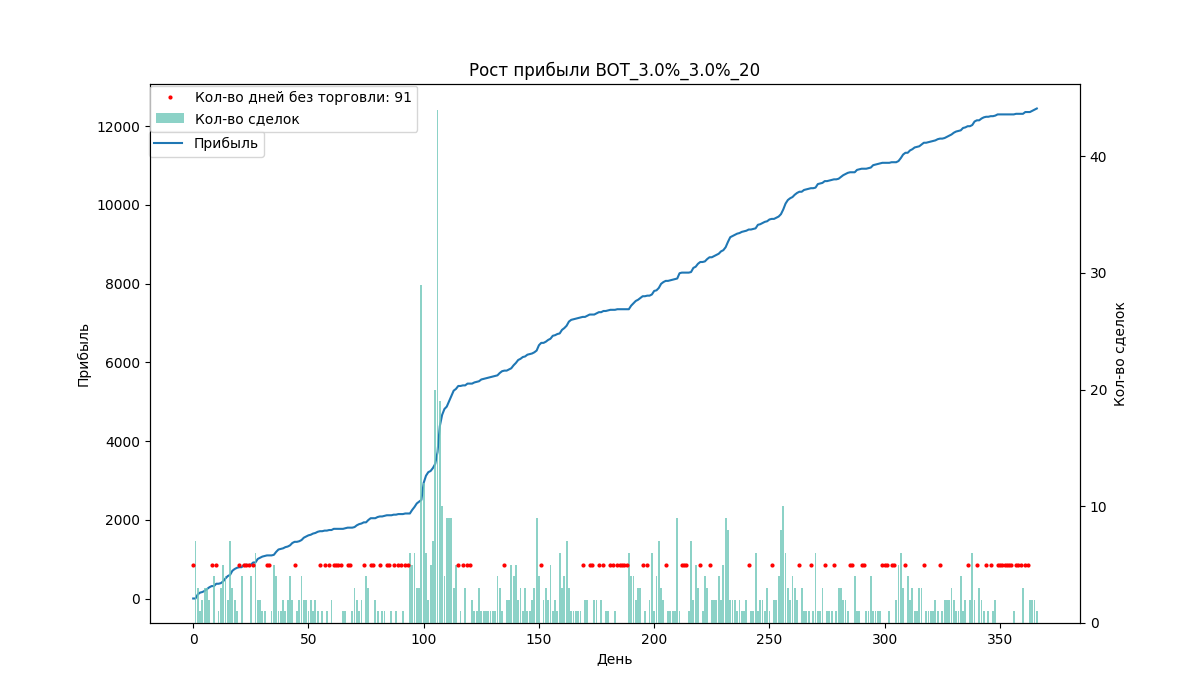 Рост прибыли BOT_3.0%_3.0%_20
Кол-во дней без торговли: 91
Кол-во сделок
Прибыль
12000
10000
8000
6000
4000
2000
0
Прибыль
40
30
20
10
0
Кол-во сделок
0 50 100 150 200 250 300 350
День